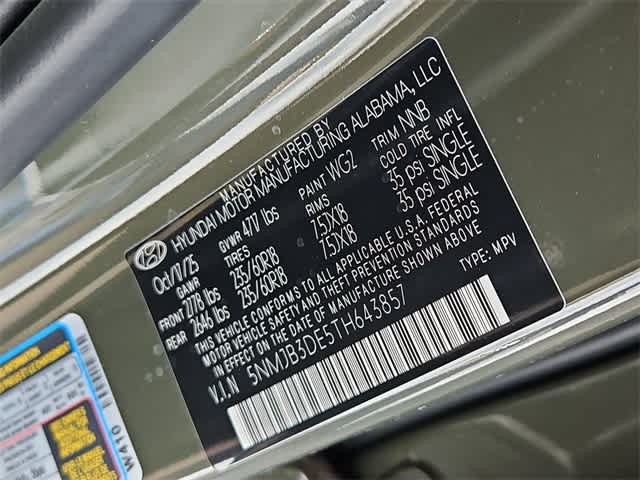 MANUFACTURED BY
HYUNDAI MOTOR MANUFACTURING ALABAMA, LLC
Oct/11/25 GVWR 4717 lbs PAINT WG2 TRIM NNB
GAWR TIRES RIMS COLD TIRE INFL
FRONT 2778 lbs 235/60R18 7.5JX18 35 psi SINGLE
REAR 2646 lbs 235/60R18 7.5JX18 35 psi SINGLE
THIS VEHICLE CONFORMS TO ALL APPLICABLE U.S.A. FEDERAL
MOTOR VEHICLE SAFETY AND THEFT PREVENTION STANDARDS
IN EFFECT ON THE DATE OF MANUFACTURE SHOWN ABOVE
V.I.N 5NMJB3DE5TH643857 TYPE: MPV
W410